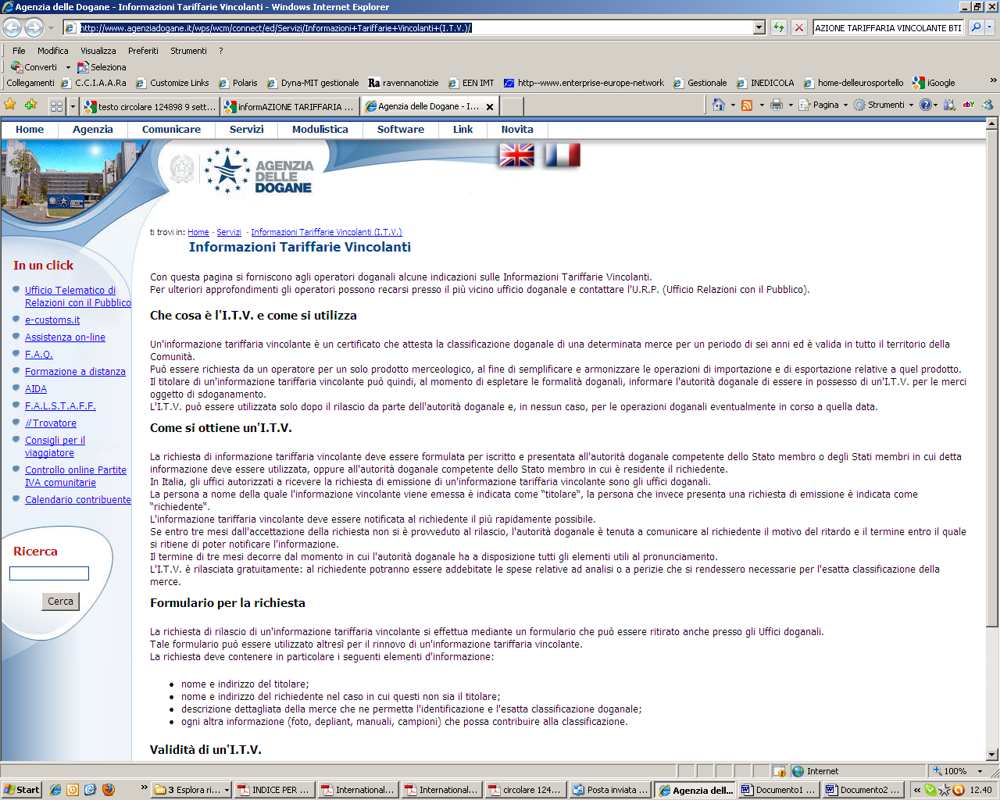 Agenzia delle Dogane - Informazioni Tariffarie Vincolanti - Windows Internet Explorer
http://www.agenziadogane.it/wps/wcm/connect/ed/Servizi/Informazioni+Tariffarie+Vincolanti+(I.T.V.)/
AZIONE TARIFFARIA VINCOLANTE BTI
File Modifica Visualizza Preferiti Strumenti ?
Converti Seleziona
Collegamenti C.C.I.A.A.Ra Customize Links Polaris Dyna-MIT gestionale Ra ravennanotizie EEN IMT http--www.enterprise-europe-network Gestionale INEDICOLA home-delleurosportello iGoogle »
testo circolare 124898 9 sett... informAZIONE TARIFFARIA ... Agenzia delle Dogane - I... Pagina Strumenti
Home Agenzia Comunicare Servizi Modulistica Software Link Novita
AGENZIA
DELLE
DOGANE
ti trovi in: Home - Servizi - Informazioni Tariffarie Vincolanti (I.T.V.)
Informazioni Tariffarie Vincolanti
In un click
Ufficio Telematico di
Relazioni con il Pubblico
e-customs.it
Assistenza on-line
F.A.Q.
Formazione a distanza
AIDA
F.A.L.S.T.A.F.F.
//Trovatore
Consigli per il
viaggiatore
Controllo online Partite
IVA comunitarie
Calendario contribuente
Ricerca
Cerca
Con questa pagina si forniscono agli operatori doganali alcune indicazioni sulle Informazioni Tariffarie Vincolanti.
Per ulteriori approfondimenti gli operatori possono recarsi presso il più vicino ufficio doganale e contattare l'U.R.P. (Ufficio Relazioni con il Pubblico).
Che cosa è l'I.T.V. e come si utilizza
Un'informazione tariffaria vincolante è un certificato che attesta la classificazione doganale di una determinata merce per un periodo di sei anni ed è valida in tutto il territorio della
Comunità.
Può essere richiesta da un operatore per un solo prodotto merceologico, al fine di semplificare e armonizzare le operazioni di importazione e di esportazione relative a quel prodotto.
Il titolare di un'informazione tariffaria vincolante può quindi, al momento di espletare le formalità doganali, informare l'autorità doganale di essere in possesso di un'I.T.V. per le merci
oggetto di sdoganamento.
L'I.T.V. può essere utilizzata solo dopo il rilascio da parte dell'autorità doganale e, in nessun caso, per le operazioni doganali eventualmente in corso a quella data.
Come si ottiene un'I.T.V.
La richiesta di informazione tariffaria vincolante deve essere formulata per iscritto e presentata all'autorità doganale competente dello Stato membro o degli Stati membri in cui detta
informazione deve essere utilizzata, oppure all'autorità doganale competente dello Stato membro in cui è residente il richiedente.
In Italia, gli uffici autorizzati a ricevere la richiesta di emissione di un'informazione tariffaria vincolante sono gli uffici doganali.
La persona a nome della quale l'informazione vincolante viene emessa è indicata come “titolare“, la persona che invece presenta una richiesta di emissione è indicata come
“richiedente“.
L'informazione tariffaria vincolante deve essere notificata al richiedente il più rapidamente possibile.
Se entro tre mesi dall'accettazione della richiesta non si è provveduto al rilascio, l'autorità doganale è tenuta a comunicare al richiedente il motivo del ritardo e il termine entro il quale
si ritiene di poter notificare l'informazione.
Il termine di tre mesi decorre dal momento in cui l'autorità doganale ha a disposizione tutti gli elementi utili al pronunciamento.
L'I.T.V. è rilasciata gratuitamente: al richiedente potranno essere addebitate le spese relative ad analisi o a perizie che si rendessero necessarie per l'esatta classificazione della
merce.
Formulario per la richiesta
La richiesta di rilascio di un'informazione tariffaria vincolante si effettua mediante un formulario che può essere ritirato anche presso gli Uffici doganali.
Tale formulario può essere utilizzato altresì per il rinnovo di un'informazione tariffaria vincolante.
La richiesta deve contenere in particolare i seguenti elementi d'informazione:
• nome e indirizzo del titolare;
• nome e indirizzo del richiedente nel caso in cui questi non sia il titolare;
• descrizione dettagliata della merce che ne permetta l'identificazione e l'esatta classificazione doganale;
• ogni altra informazione (foto, depliant, manuali, campioni) che possa contribuire alla classificazione.
Validità di un'I.T.V.
Internet 100%
Start » 3 Esplora ri... INDICE PER ... International... International... circolare 124... Posta inviata ... Agenzia dell... Documento1 ... Documento2 ... « 12.40